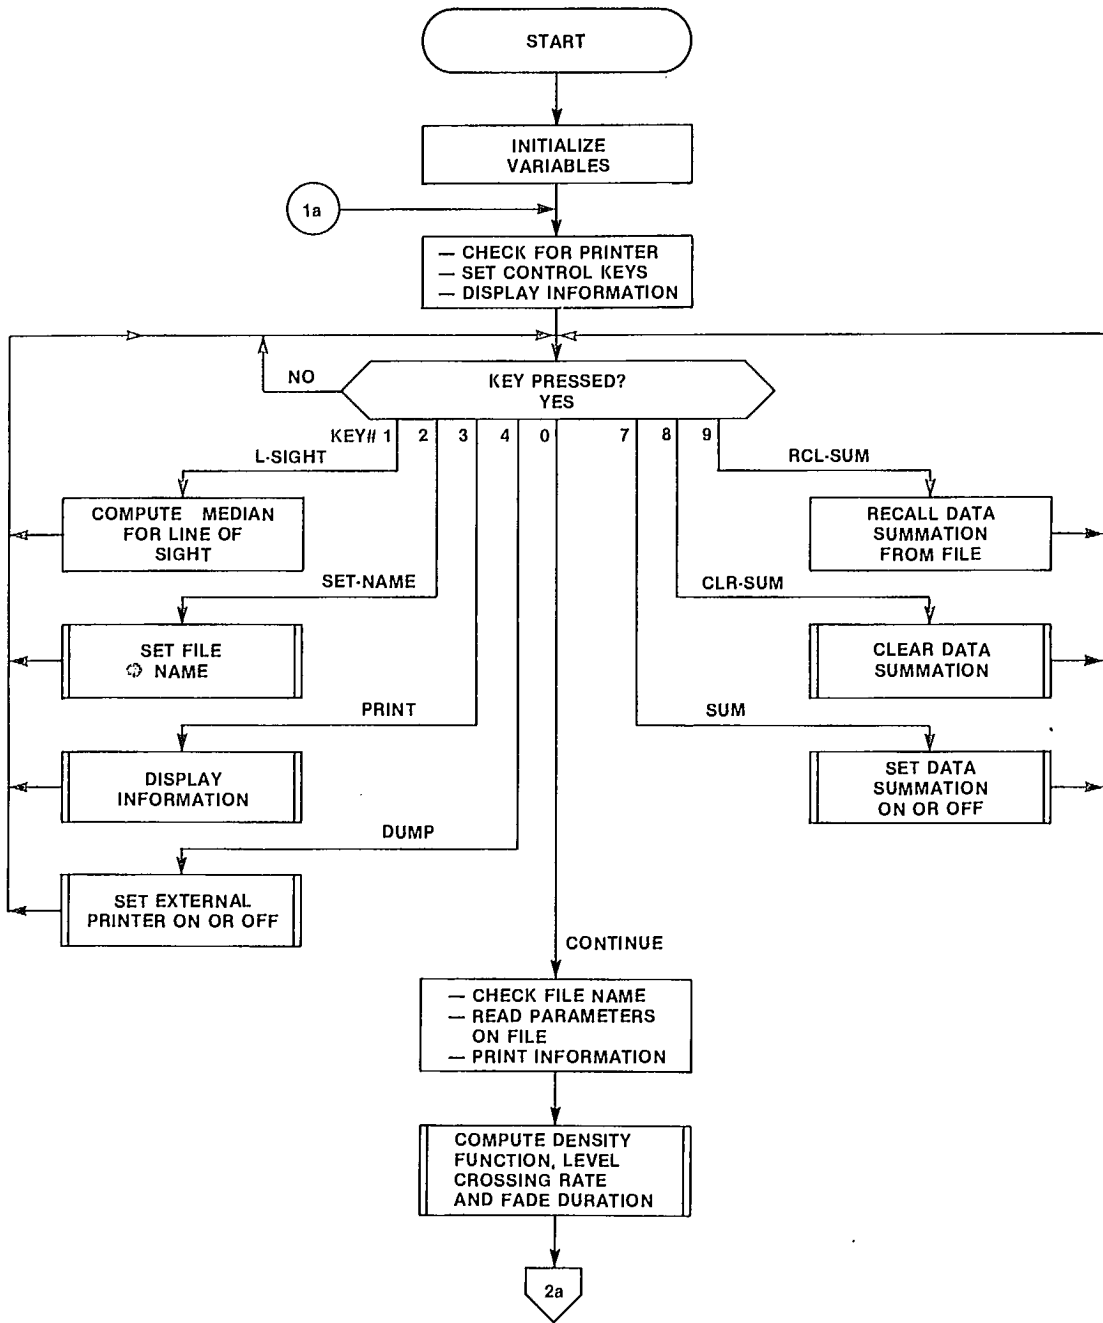 START
INITIALIZE
VARIABLES
1a
— CHECK FOR PRINTER
— SET CONTROL KEYS
— DISPLAY INFORMATION
NO
KEY PRESSED?
YES
KEY# 1 2 3 4 0 7 8 9
L-SIGHT
RCL-SUM
COMPUTE MEDIAN
FOR LINE OF
SIGHT
RECALL DATA
SUMMATION
FROM FILE
SET-NAME
CLR-SUM
SET FILE
NAME
CLEAR DATA
SUMMATION
PRINT
SUM
DISPLAY
INFORMATION
SET DATA
SUMMATION
ON OR OFF
DUMP
SET EXTERNAL
PRINTER ON OR OFF
CONTINUE
— CHECK FILE NAME
— READ PARAMETERS
ON FILE
— PRINT INFORMATION
COMPUTE DENSITY
FUNCTION, LEVEL
CROSSING RATE
AND FADE DURATION
2a